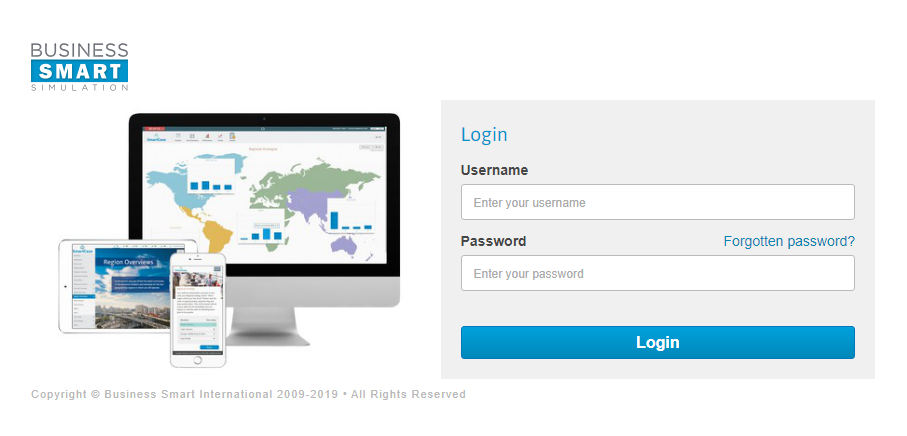 BUSINESS
SMART
SIMULATION
SmartCase
Region Overviews
Login
Username
Enter your username
Password
Forgotten password?
Enter your password
Login
Copyright © Business Smart International 2009-2019 • All Rights Reserved